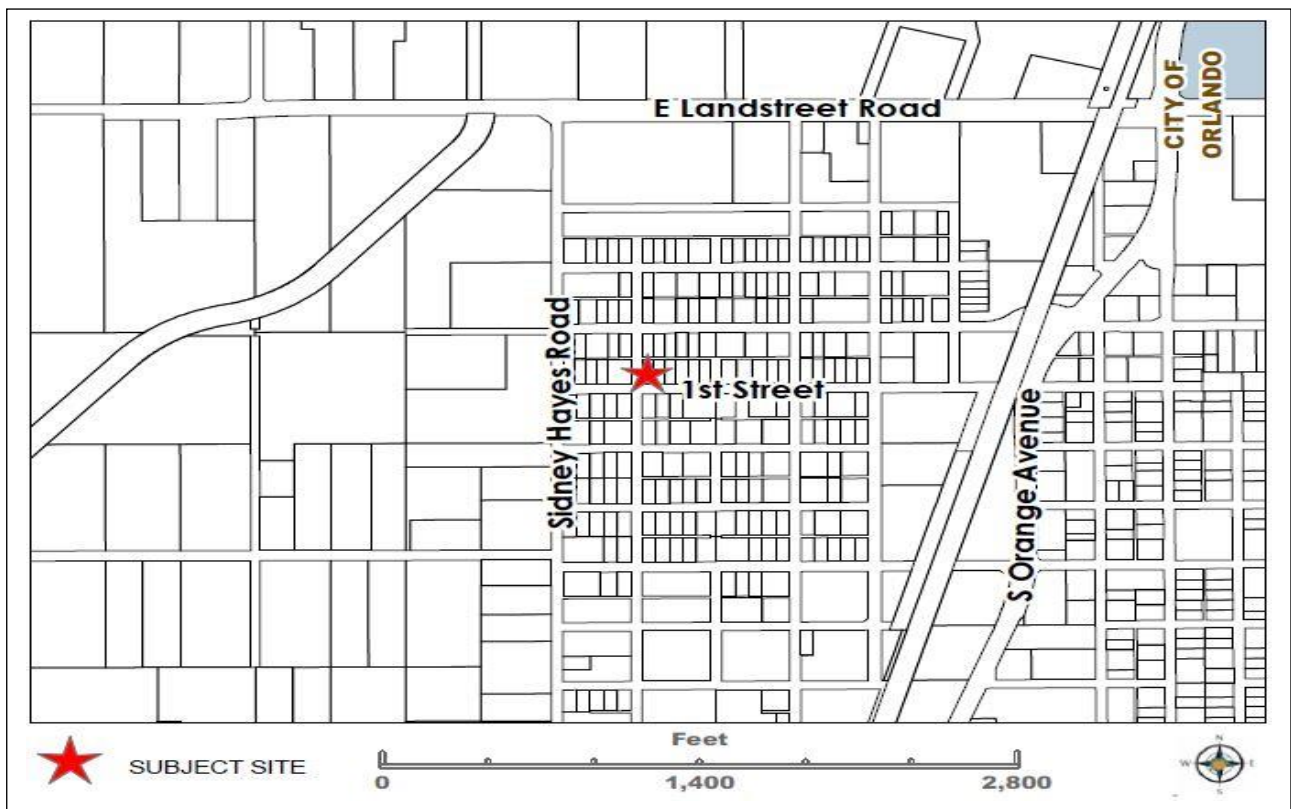 E Landstreet Road
CITY OF
ORLANDO
Sidney Hayes Road
1st Street
S Orange Avenue
SUBJECT SITE
Feet
0
1,400
2,800
N
W
E
S